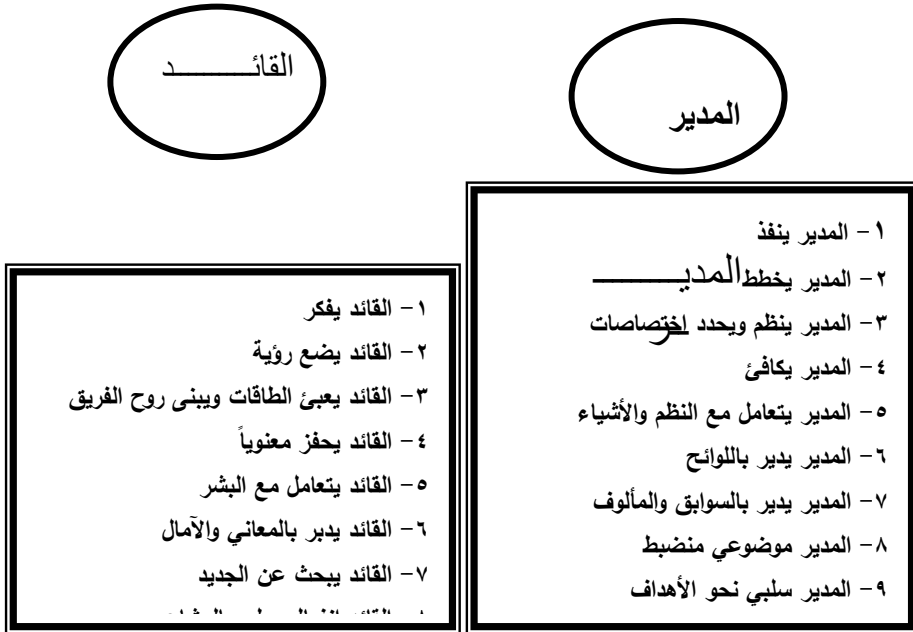 المدير
القائـــــــــد
١- المدير ينفذ
٢- المدير يخطط
المديـــــــــــر
٣- المدير ينظم ويحدد اختصاصات
٤- المدير يكافئ
٥- المدير يتعامل مع النظم والأشياء
٦- المدير يدير باللوائح
٧- المدير يدير بالسوابق والمألوف
٨- المدير موضوعي منضبط
٩- المدير سلبي نحو الأهداف
١- القائد يفكر
٢- القائد يضع رؤية
٣- القائد يعبئ الطاقات ويبنى روح الفريق
٤- القائد يحفز معنوياً
٥- القائد يتعامل مع البشر
٦- القائد يدبر بالمعاني والآمال
٧- القائد يبحث عن الجديد